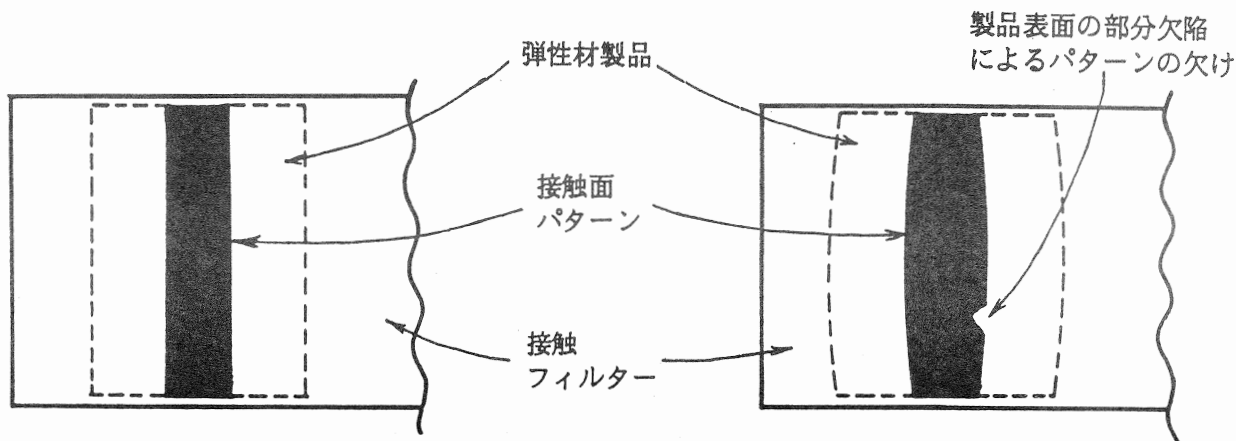 製品表面の部分欠陥
によるパターンの欠け
弾性材製品
接触面
パターン
接触
フィルター